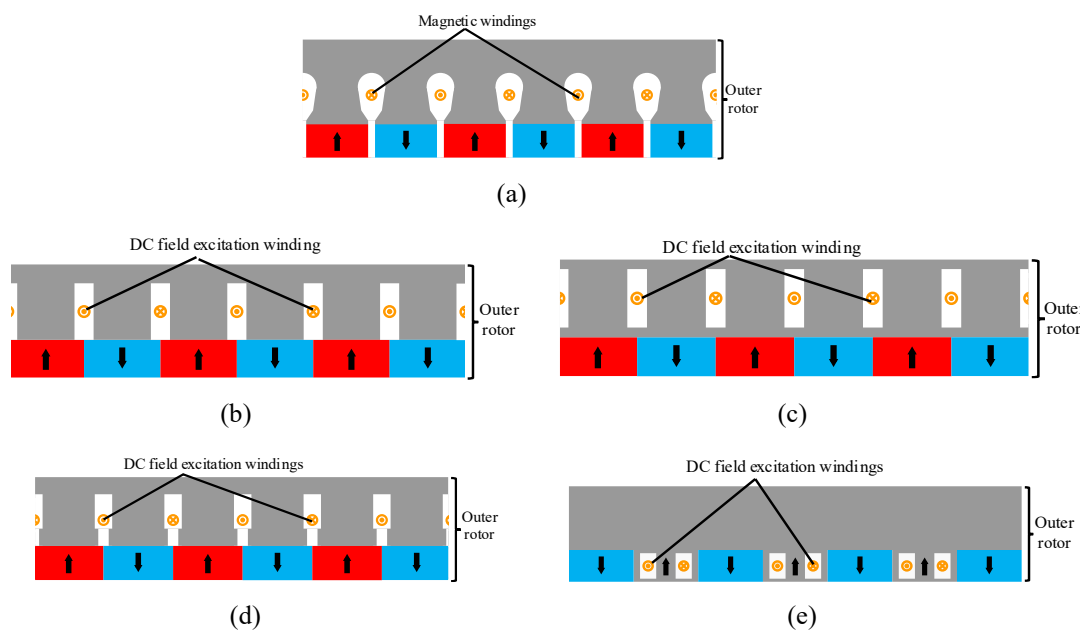 Magnetic windings
Outer
rotor
(a)
DC field excitation winding
Outer
rotor
(b)
DC field excitation winding
Outer
rotor
(c)
DC field excitation windings
Outer
rotor
(d)
DC field excitation windings
Outer
rotor
(e)